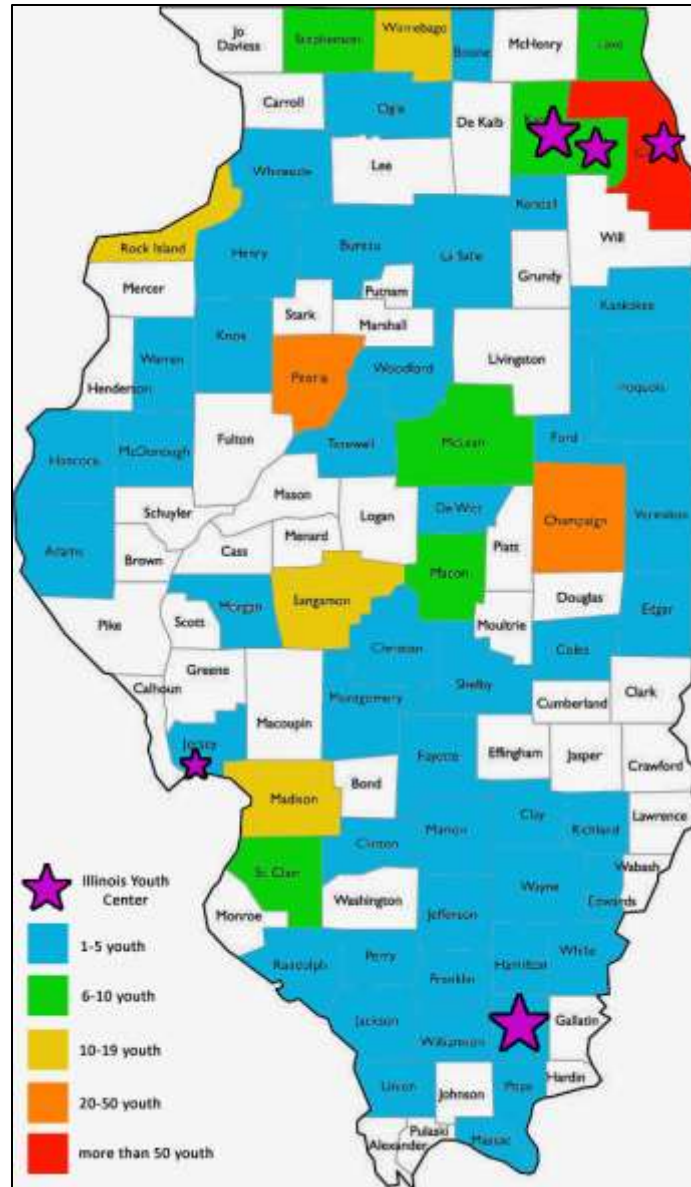 Jo
Daviess
Stephenson
Winnebago
Boone
McHenry
Lake
Carroll
Ogle
De Kalb
Lee
Whiteside
Kendall
Will
Rock Island
Henry
Bureau
La Salle
Grundy
Mercer
Putnam
Kankakee
Stark
Marshall
Knox
Warren
Henderson
Peoria
Woodford
Livingston
Iroquois
Fulton
Tazewell
McLean
Ford
Hancock
McDonough
Mason
Schuyler
Logan
De Witt
Champaign
Vermilion
Adams
Brown
Cass
Menard
Piatt
Macon
Douglas
Edgar
Pike
Scott
Morgan
Sangamon
Moultrie
Christian
Coles
Greene
Shelby
Calhoun
Macoupin
Montgomery
Cumberland
Clark
Jersey
Fayette
Effingham
Jasper
Crawford
Madison
Bond
Clay
Richland
Lawrence
Marion
Clinton
Wabash
St. Clair
Wayne
Edwards
Washington
Monroe
Jefferson
Randolph
Perry
Hamilton
White
Franklin
Jackson
Williamson
Gallatin
Union
Johnson
Pope
Hardin
Alexander
Pulaski
Massac
Illinois Youth
Center
1-5 youth
6-10 youth
10-19 youth
20-50 youth
more than 50 youth